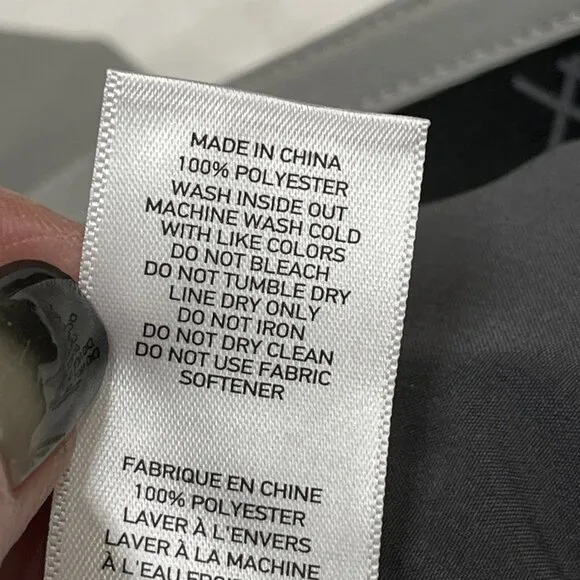 MADE IN CHINA
100% POLYESTER
WASH INSIDE OUT
MACHINE WASH COLD
WITH LIKE COLORS
DO NOT BLEACH
DO NOT TUMBLE DRY
LINE DRY ONLY
DO NOT IRON
DO NOT DRY CLEAN
DO NOT USE FABRIC
SOFTENER
FABRIQUE EN CHINE
100% POLYESTER
LAVER À L'ENVERS
LAVER À LA MACHINE
À L'EAU